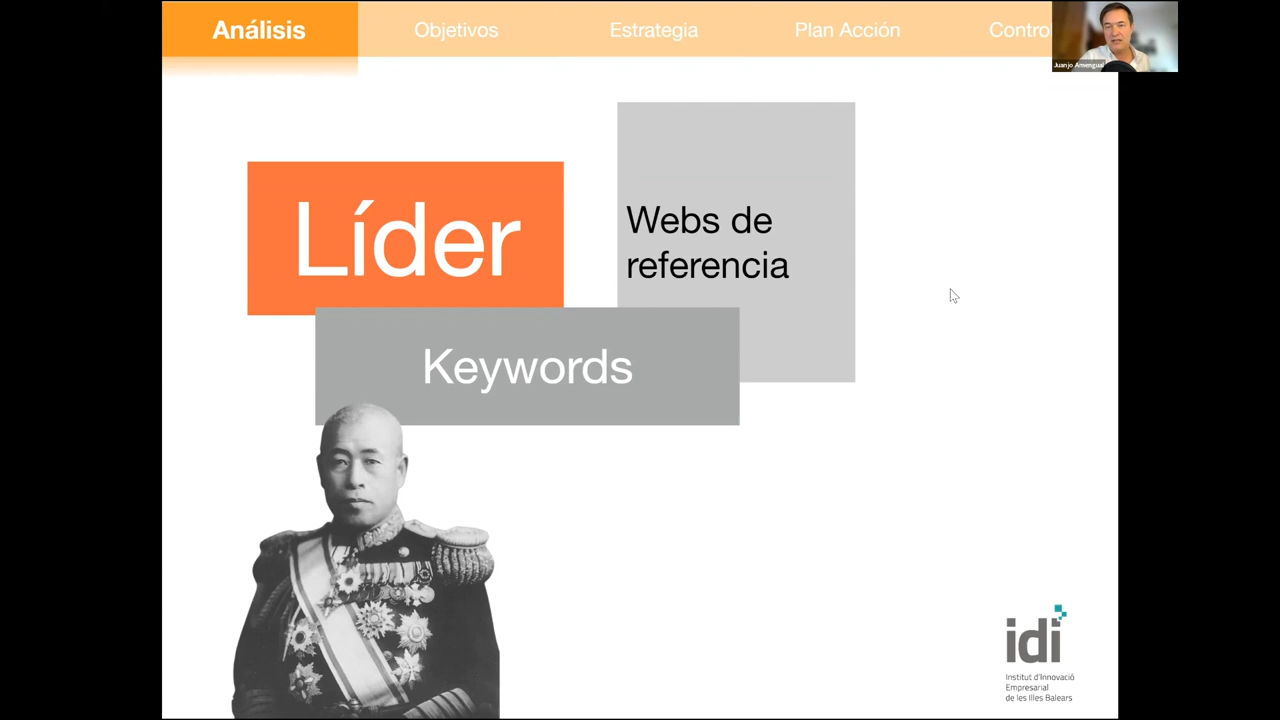 Análisis
Objetivos
Estrategia
Plan Acción
Control
Juanjo Amengual
Líder
Webs de
referencia
Keywords
idi
Institut d'Innovació
Empresarial
de les Illes Balears